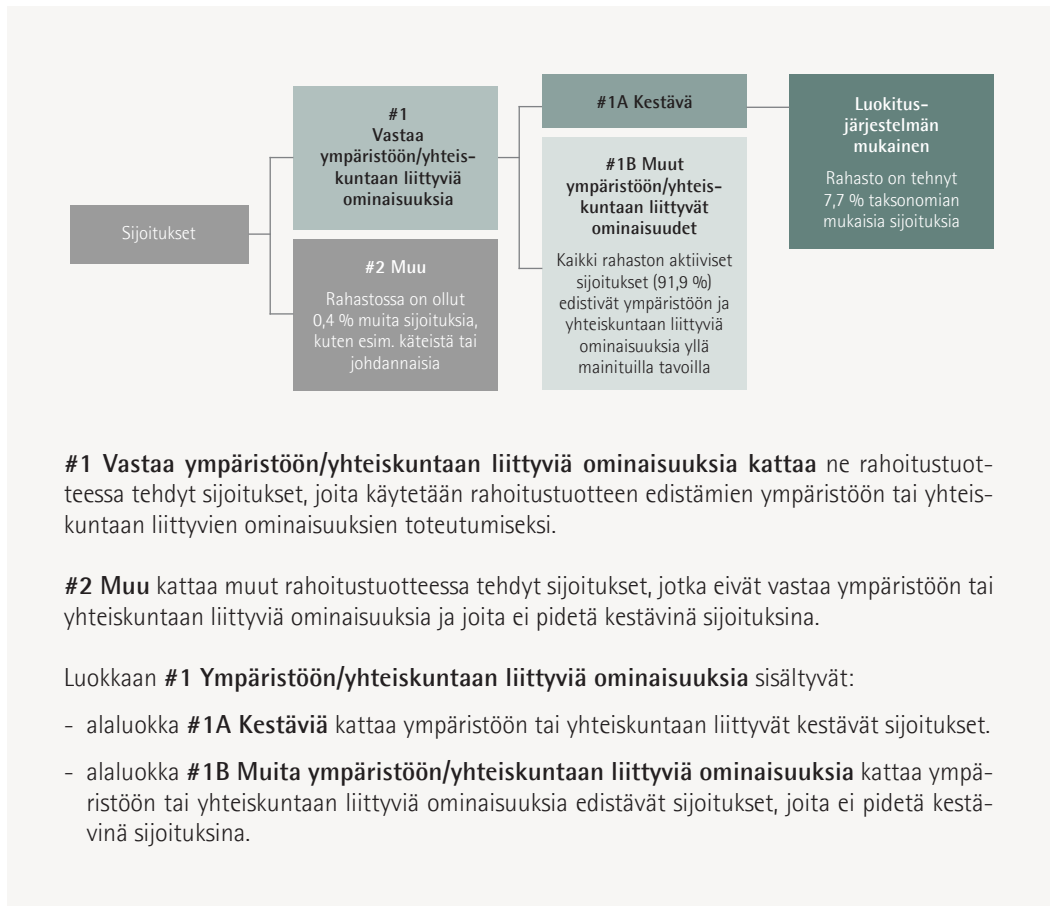 Sijoitukset
#1
Vastaa
ympäristöön/yhteis-
kuntaan liittyviä
ominaisuuksia
#2 Muu
Rahastossa on ollut
0,4 % muita sijoituksia,
kuten esim. käteistä tai
johdannaisia
#1A Kestävä
#1B Muut
ympäristöön/yhteis-
kuntaan liittyvät
ominaisuudet
Kaikki rahaston aktiiviset
sijoitukset (91,9 %)
edistivät ympäristöön ja
yhteiskuntaan liittyviä
ominaisuuksia yllä
mainituilla tavoilla
Luokitus-
järjestelmän
mukainen
Rahasto on tehnyt
7,7 % taksonomian
mukaisia sijoituksia
#1 Vastaa ympäristöön/yhteiskuntaan liittyviä ominaisuuksia kattaa ne rahoitustuot-
teessa tehdyt sijoitukset, joita käytetään rahoitustuotteen edistämien ympäristöön tai yhteis-
kuntaan liittyvien ominaisuuksien toteutumiseksi.
#2 Muu kattaa muut rahoitustuotteessa tehdyt sijoitukset, jotka eivät vastaa ympäristöön tai
yhteiskuntaan liittyviä ominaisuuksia ja joita ei pidetä kestävinä sijoituksina.
Luokkaan #1 Ympäristöön/yhteiskuntaan liittyviä ominaisuuksia sisältyvät:
- alaluokka #1A Kestäviä kattaa ympäristöön tai yhteiskuntaan liittyvät kestävät sijoitukset.
- alaluokka #1B Muita ympäristöön/yhteiskuntaan liittyviä ominaisuuksia kattaa ympä-
ristöön tai yhteiskuntaan liittyviä ominaisuuksia edistävät sijoitukset, joita ei pidetä kestä-
vinä sijoituksina.